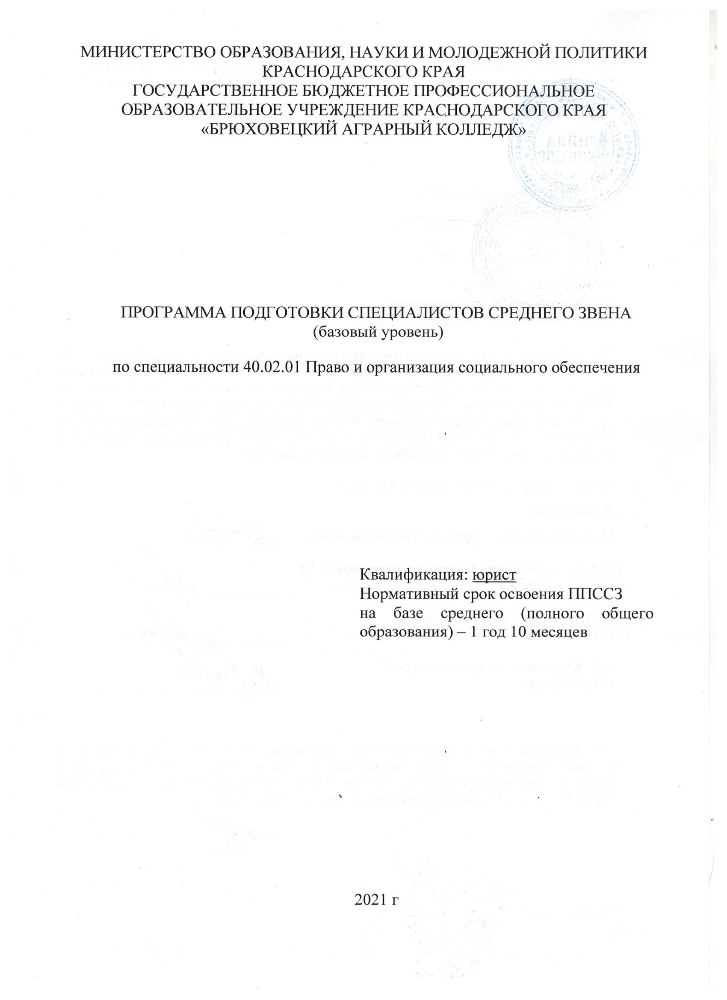 МИНИСТЕРСТВО ОБРАЗОВАНИЯ, НАУКИ И МОЛОДЕЖНОЙ ПОЛИТИКИ
КРАСНОДАРСКОГО КРАЯ
ГОСУДАРСТВЕННОЕ БЮДЖЕТНОЕ ПРОФЕССИОНАЛЬНОЕ
ОБРАЗОВАТЕЛЬНОЕ УЧРЕЖДЕНИЕ КРАСНОДАРСКОГО КРАЯ
«БРЮХОВЕЦКИЙ АГРАРНЫЙ КОЛЛЕДЖ»
ПРОГРАММА ПОДГОТОВКИ СПЕЦИАЛИСТОВ СРЕДНЕГО ЗВЕНА
(базовый уровень)
по специальности 40.02.01 Право и организация социального обеспечения
Квалификация: юрист
Нормативный срок освоения ППССЗ
на базе среднего (полного общего
образования) – 1 год 10 месяцев
2021 г